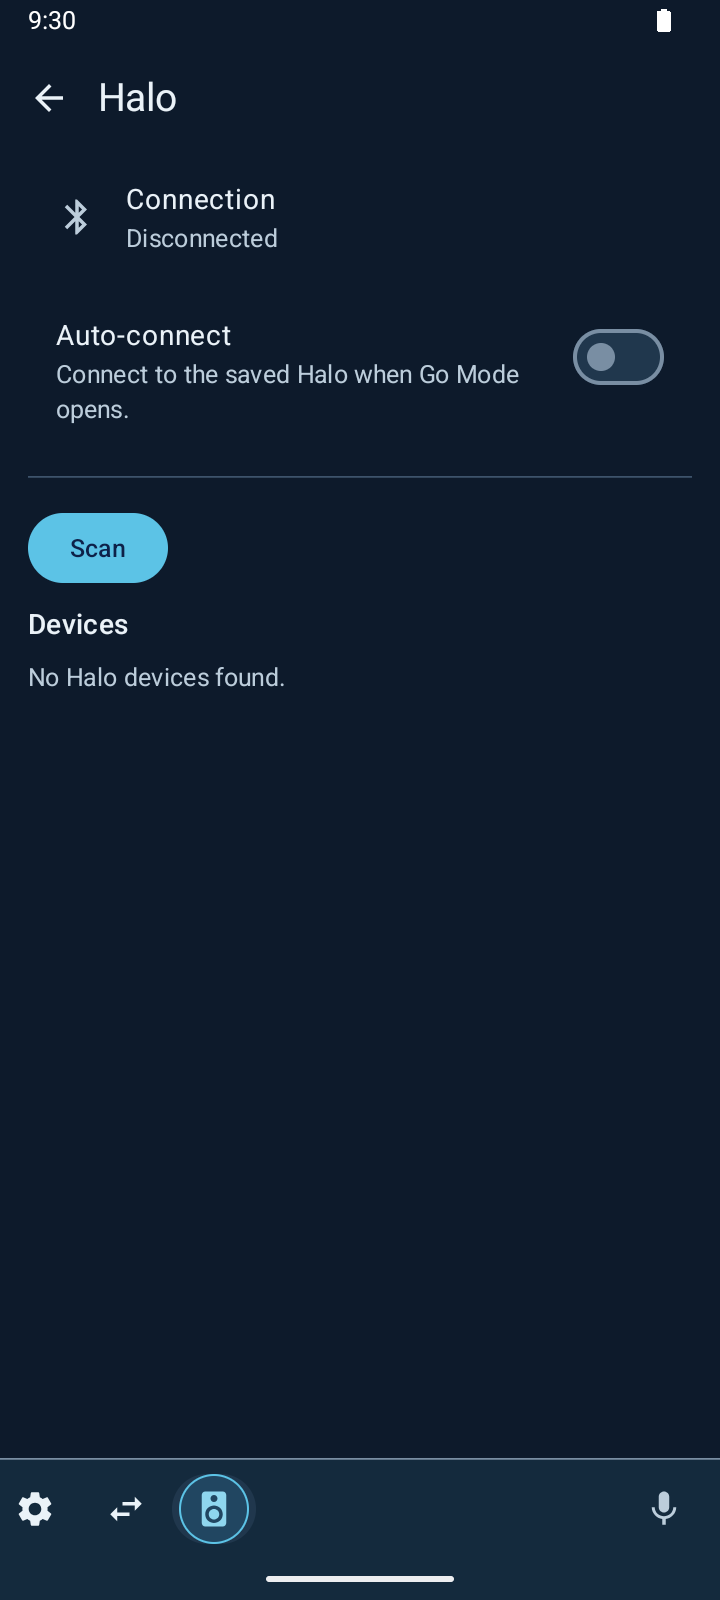 9:30
Halo
Connection
Disconnected
Auto-connect
Connect to the saved Halo when Go Mode
opens.
Scan
Devices
No Halo devices found.